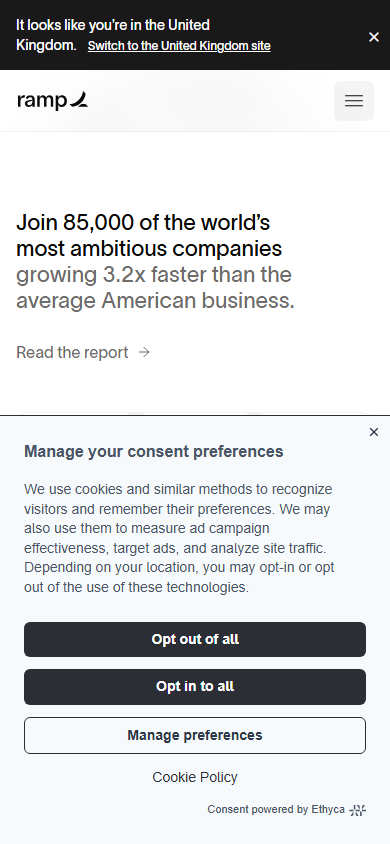 It looks like you're in the United
Kingdom. Switch to the United Kingdom site
ramp
Join 85,000 of the world's
most ambitious companies
growing 3.2x faster than the
average American business.
Read the report →
Manage your consent preferences
We use cookies and similar methods to recognize
visitors and remember their preferences. We may
also use them to measure ad campaign
effectiveness, target ads, and analyze site traffic.
Depending on your location, you may opt-in or opt
out of the use of these technologies.
Opt out of all
Opt in to all
Manage preferences
Cookie Policy
Consent powered by Ethyca